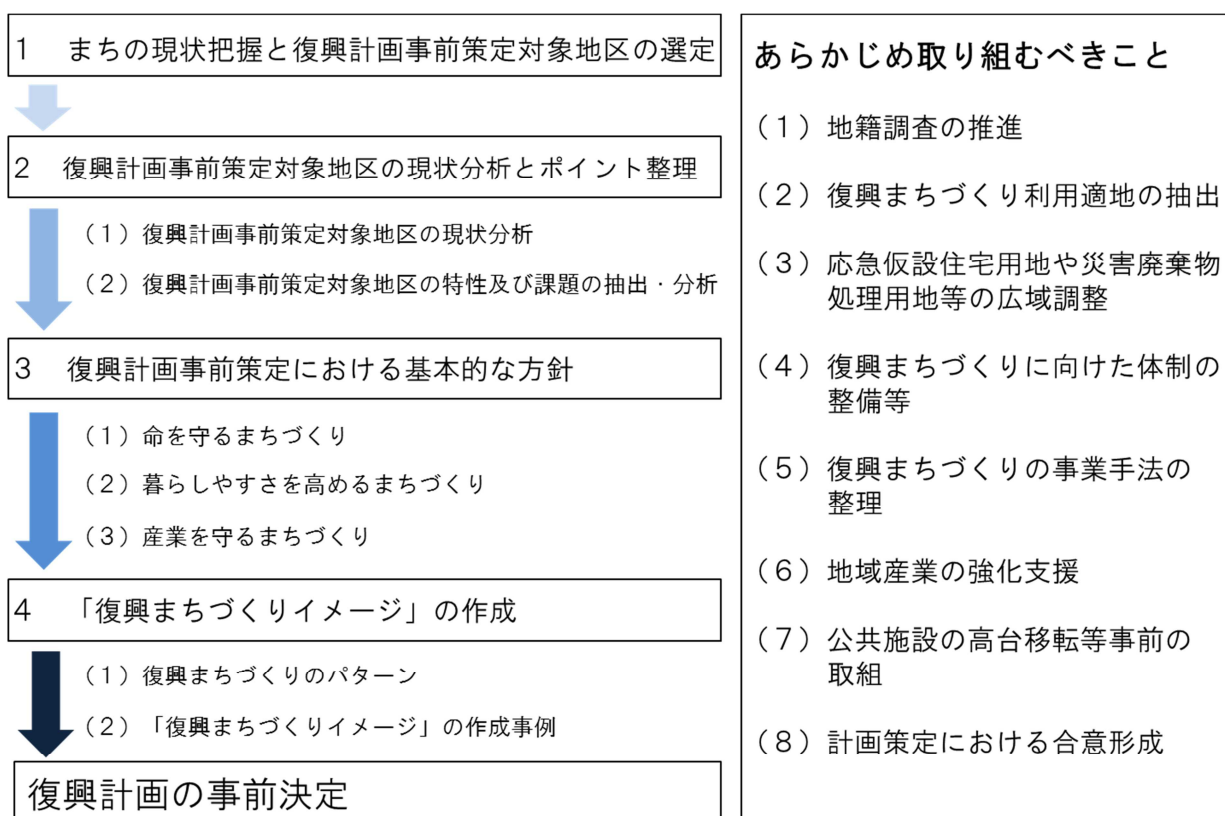 1 まちの現状把握と復興計画事前策定対象地区の選定
2 復興計画事前策定対象地区の現状分析とポイント整理
（1）復興計画事前策定対象地区の現状分析
（2）復興計画事前策定対象地区の特性及び課題の抽出・分析
3 復興計画事前策定における基本的な方針
（1）命を守るまちづくり
（2）暮らしやすさを高めるまちづくり
（3）産業を守るまちづくり
4 「復興まちづくりイメージ」の作成
（1）復興まちづくりのパターン
（2）「復興まちづくりイメージ」の作成事例
復興計画の事前決定
あらかじめ取り組むべきこと
（1）地籍調査の推進
（2）復興まちづくり利用適地の抽出
（3）応急仮設住宅用地や災害廃棄物
処理用地等の広域調整
（4）復興まちづくりに向けた体制の
整備等
（5）復興まちづくりの事業手法の
整理
（6）地域産業の強化支援
（7）公共施設の高台移転等事前の
取組
（8）計画策定における合意形成